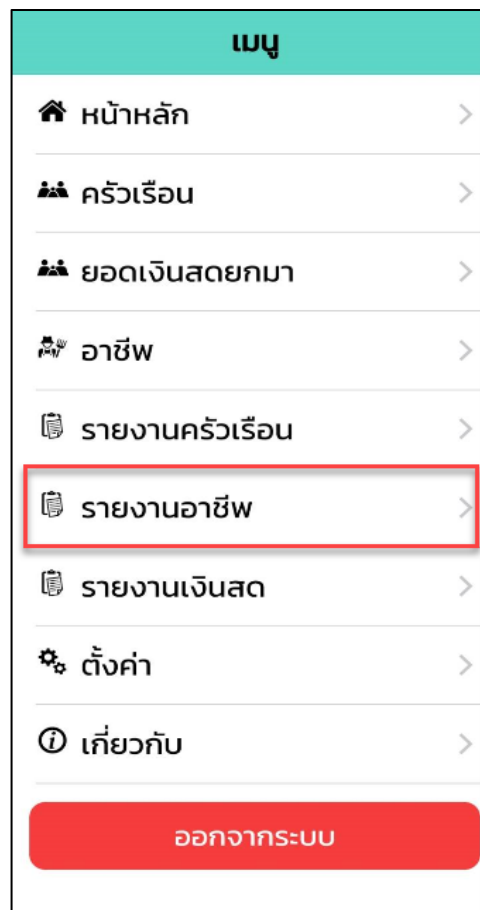 เมนู
หน้าหลัก
ครัวเรือน
ยอดเงินสดยกมา
อาชีพ
รายงานครัวเรือน
รายงานอาชีพ
รายงานเงินสด
ตั้งค่า
เกี่ยวกับ
ออกจากระบบ